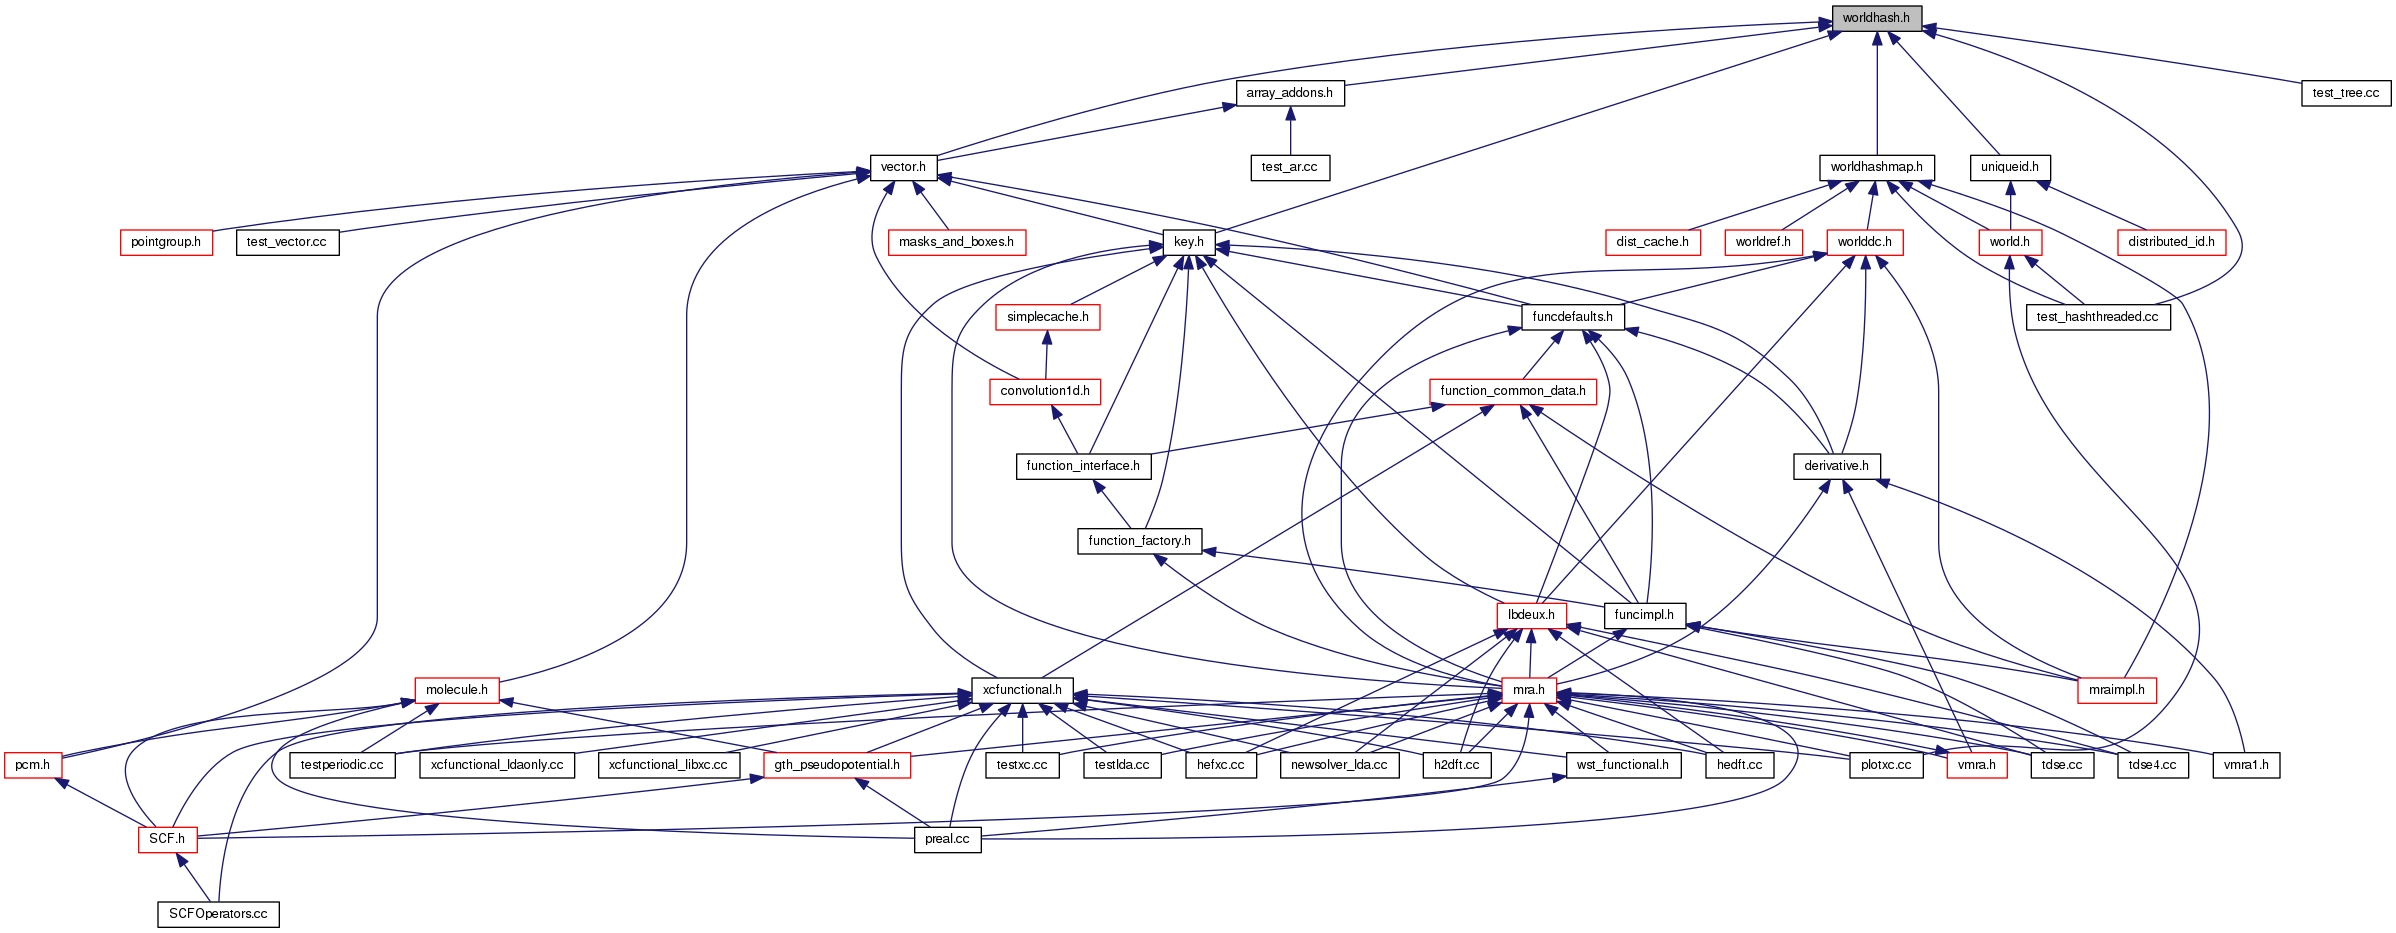 worldhash.h
array_addons.h
test_tree.cc
vector.h
test_ar.cc
worldhashmap.h
uniqueid.h
pointgroup.h
test_vector.cc
masks_and_boxes.h
key.h
dist_cache.h
worldref.h
worlddc.h
world.h
distributed_id.h
simplecache.h
funcdefaults.h
test_hashthreaded.cc
convolution1d.h
function_common_data.h
function_interface.h
derivative.h
function_factory.h
lbdeux.h
funcimpl.h
molecule.h
xcfunctional.h
mra.h
mraimpl.h
pcm.h
testperiodic.cc
xcfunctional_ldaonly.cc
xcfunctional_libxc.cc
gth_pseudopotential.h
testxc.cc
testlda.cc
hefxc.cc
newsolver_lda.cc
h2dft.cc
wst_functional.h
hedft.cc
plotxc.cc
vmra.h
tdse.cc
tdse4.cc
vmra1.h
SCF.h
preal.cc
SCFOperators.cc